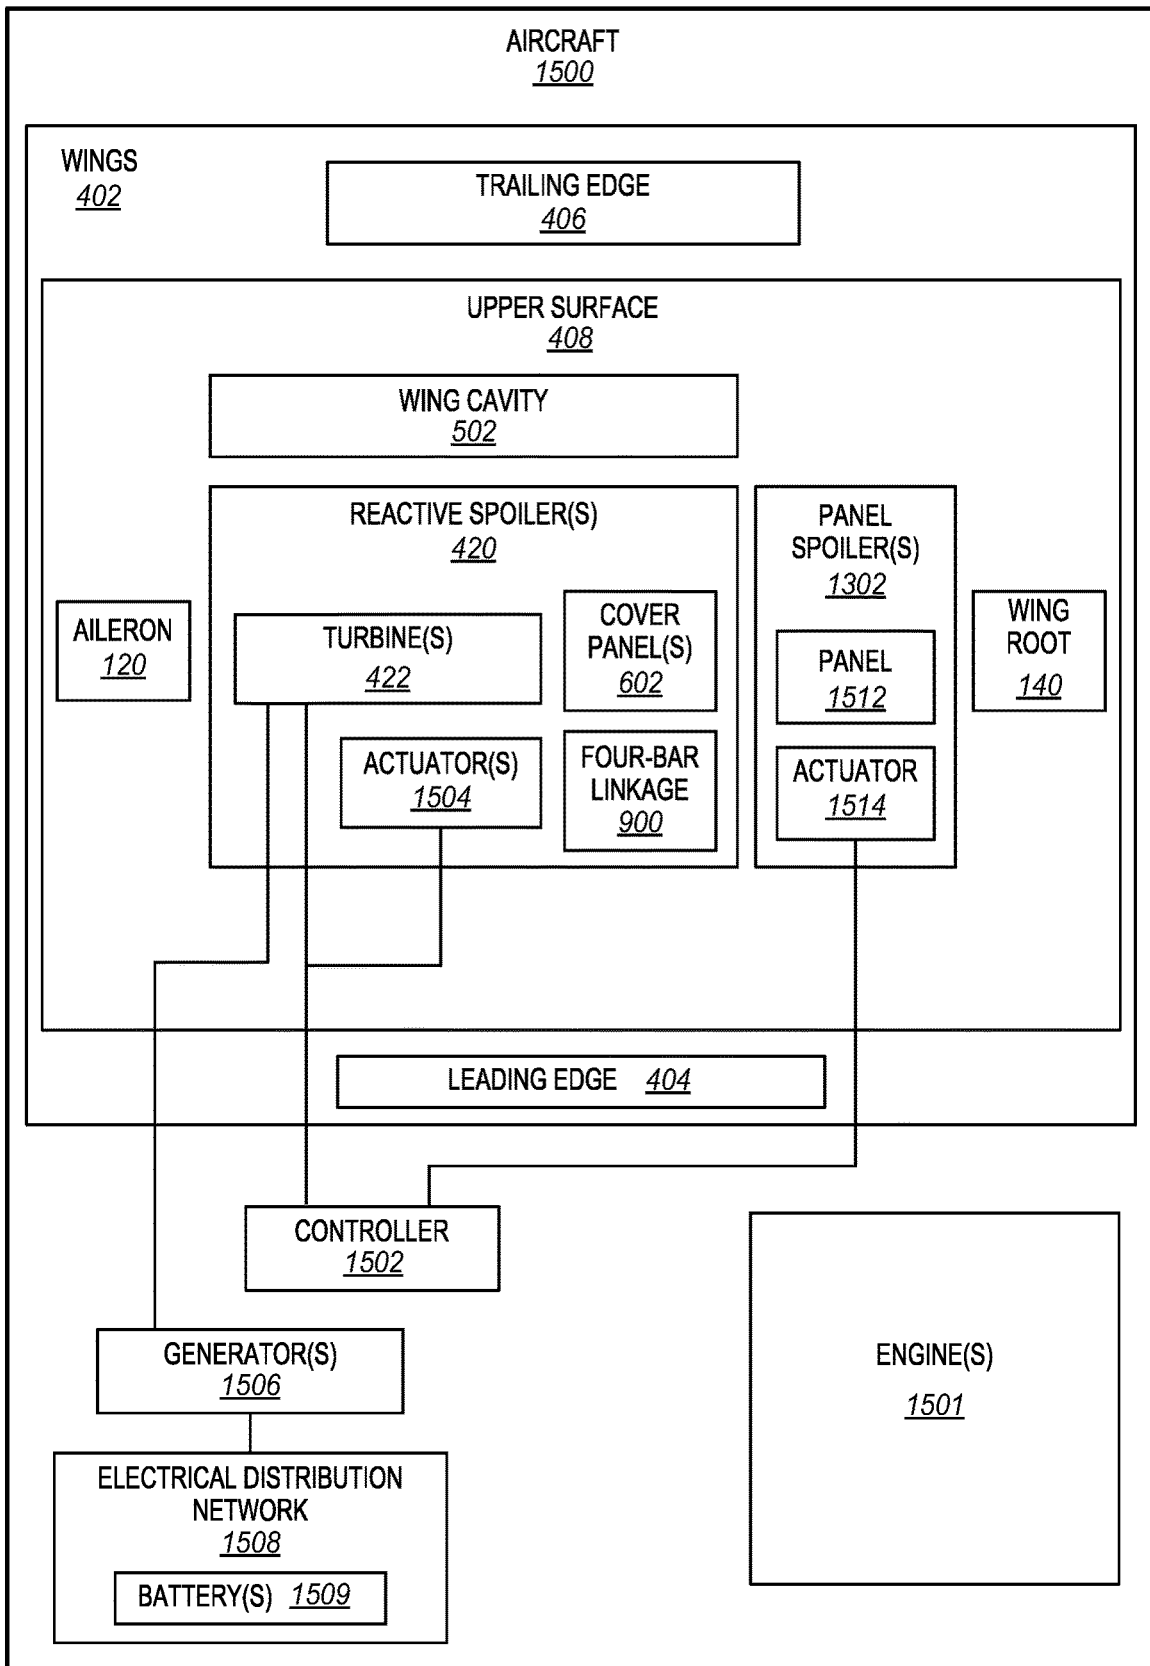 AIRCRAFT
1500
WINGS
402
TRAILING EDGE
406
UPPER SURFACE
408
WING CAVITY
502
REACTIVE SPOILER(S)
420
PANEL
SPOILER(S)
1302
AILERON
120
TURBINE(S)
422
COVER
PANEL(S)
602
PANEL
1512
WING
ROOT
140
ACTUATOR(S)
1504
FOUR-BAR
LINKAGE
900
ACTUATOR
1514
LEADING EDGE 404
CONTROLLER
1502
GENERATOR(S)
1506
ENGINE(S)
1501
ELECTRICAL DISTRIBUTION
NETWORK
1508
BATTERY(S) 1509